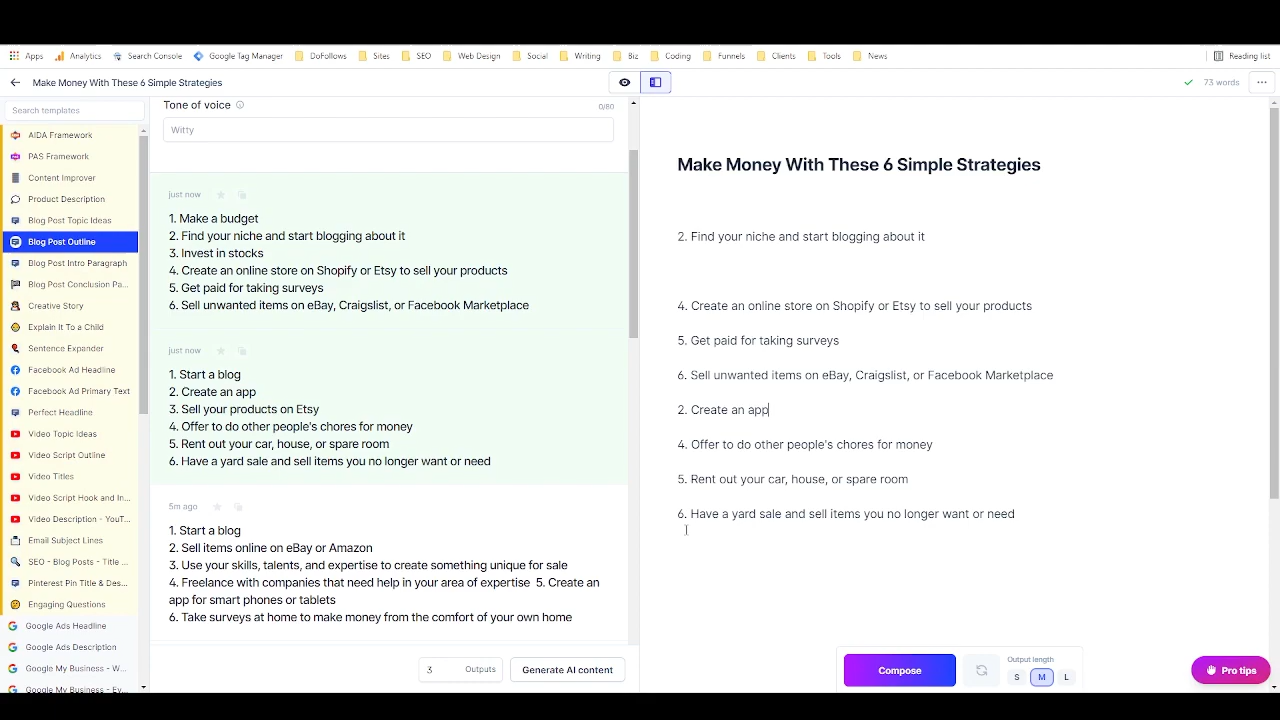 Apps
Analytics
Search Console
Google Tag Manager
DoFollows
Sites
SEO
Web Design
Social
Writing
Biz
Coding
Funnels
Clients
Tools
News
Reading list
Make Money With These 6 Simple Strategies
73 words
Search templates
AIDA Framework
PAS Framework
Content Improver
Product Description
Blog Post Topic Ideas
Blog Post Outline
Blog Post Intro Paragraph
Blog Post Conclusion Pa...
Creative Story
Explain It To a Child
Sentence Expander
Facebook Ad Headline
Facebook Ad Primary Text
Perfect Headline
Video Topic Ideas
Video Script Outline
Video Titles
Video Script Hook and In...
Video Description - YouT...
Email Subject Lines
SEO - Blog Posts - Title ...
Pinterest Pin Title & Des...
Engaging Questions
Google Ads Headline
Google Ads Description
Google My Business - W...
Google My Business - Ev...
Tone of voice
0/80
Witty
just now
1. Make a budget
2. Find your niche and start blogging about it
3. Invest in stocks
4. Create an online store on Shopify or Etsy to sell your products
5. Get paid for taking surveys
6. Sell unwanted items on eBay, Craigslist, or Facebook Marketplace
just now
1. Start a blog
2. Create an app
3. Sell your products on Etsy
4. Offer to do other people's chores for money
5. Rent out your car, house, or spare room
6. Have a yard sale and sell items you no longer want or need
5m ago
1. Start a blog
2. Sell items online on eBay or Amazon
3. Use your skills, talents, and expertise to create something unique for sale
4. Freelance with companies that need help in your area of expertise 5. Create an
app for smart phones or tablets
6. Take surveys at home to make money from the comfort of your own home
3 Outputs
Generate AI content
Make Money With These 6 Simple Strategies
2. Find your niche and start blogging about it
4. Create an online store on Shopify or Etsy to sell your products
5. Get paid for taking surveys
6. Sell unwanted items on eBay, Craigslist, or Facebook Marketplace
2. Create an app
4. Offer to do other people's chores for money
5. Rent out your car, house, or spare room
6. Have a yard sale and sell items you no longer want or need
Compose
Output length
S M L
Pro tips